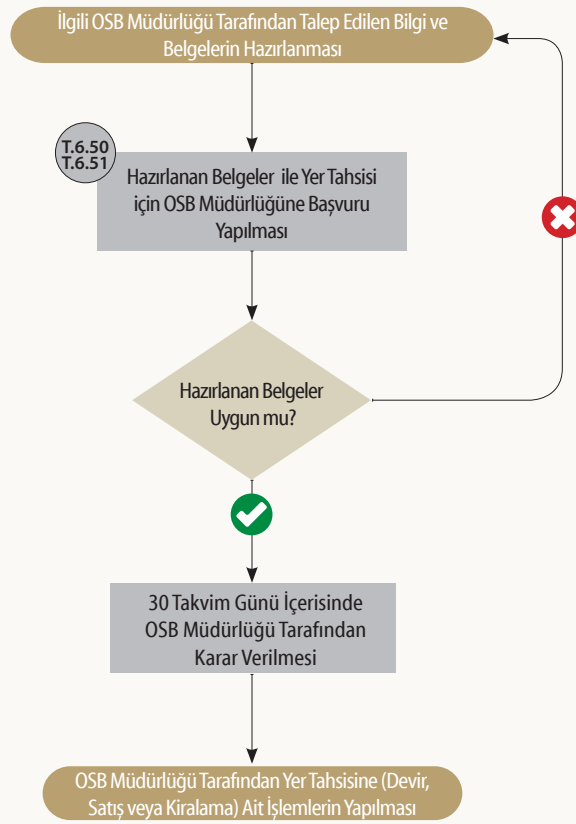 İlgili OSB Müdürlüğü Tarafından Talep Edilen Bilgi ve
Belgelerin Hazırlanması
T.6.50
T.6.51
Hazırlanan Belgeler ile Yer Tahsisi
için OSB Müdürlüğüne Başvuru
Yapılması
Hazırlanan Belgeler
Uygun mu?
30 Takvim Günü İçerisinde
OSB Müdürlüğü Tarafından
Karar Verilmesi
OSB Müdürlüğü Tarafından Yer Tahsisine (Devir,
Satış veya Kiralama) Ait İşlemlerin Yapılması